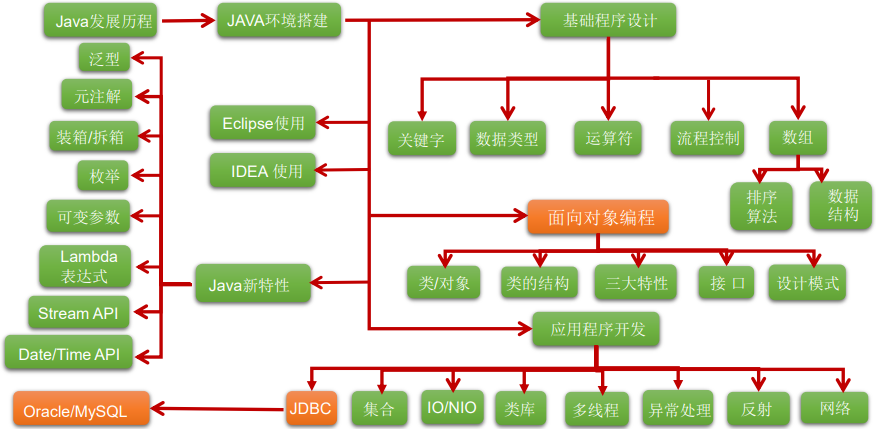 Java发展历程
JAVA环境搭建
基础程序设计
泛型
元注解
装箱/拆箱
枚举
可变参数
Lambda
表达式
Stream API
Date/Time API
Eclipse使用
IDEA 使用
Java新特性
关键字
数据类型
运算符
流程控制
数组
排序
算法
数据
结构
面向对象编程
类/对象
类的结构
三大特性
接 口
设计模式
应用程序开发
Oracle/MySQL
JDBC
集合
IO/NIO
类库
多线程
异常处理
反射
网络